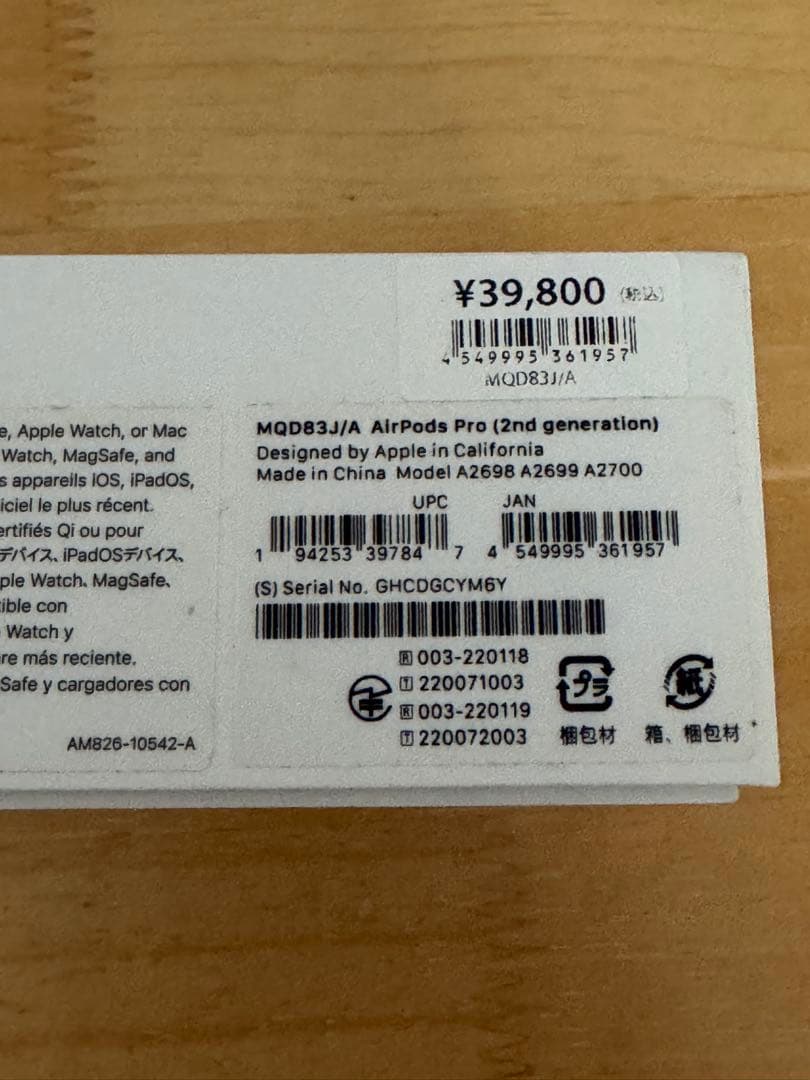 ¥39,800 (税込)
4 549995 361957
MQD83J/A
e, Apple Watch, or Mac
Watch, MagSafe, and
s appareils iOS, iPadOS,
iciel le plus récent.
ertifiés Qi ou pour
デバイス、iPadOSデバイス、
ple Watch、MagSafe、
ible con
Watch y
re más reciente.
Safe y cargadores con
AM826-10542-A
MQD83J/A AirPods Pro (2nd generation)
Designed by Apple in California
Made in China Model A2698 A2699 A2700
UPC JAN
1 94253 39784 7 4 549995 361957
(S) Serial No. GHCDGCYM6Y
R 003-220118
T 220071003
R 003-220119
T 220072003
プラ 紙
梱包材 箱、梱包材